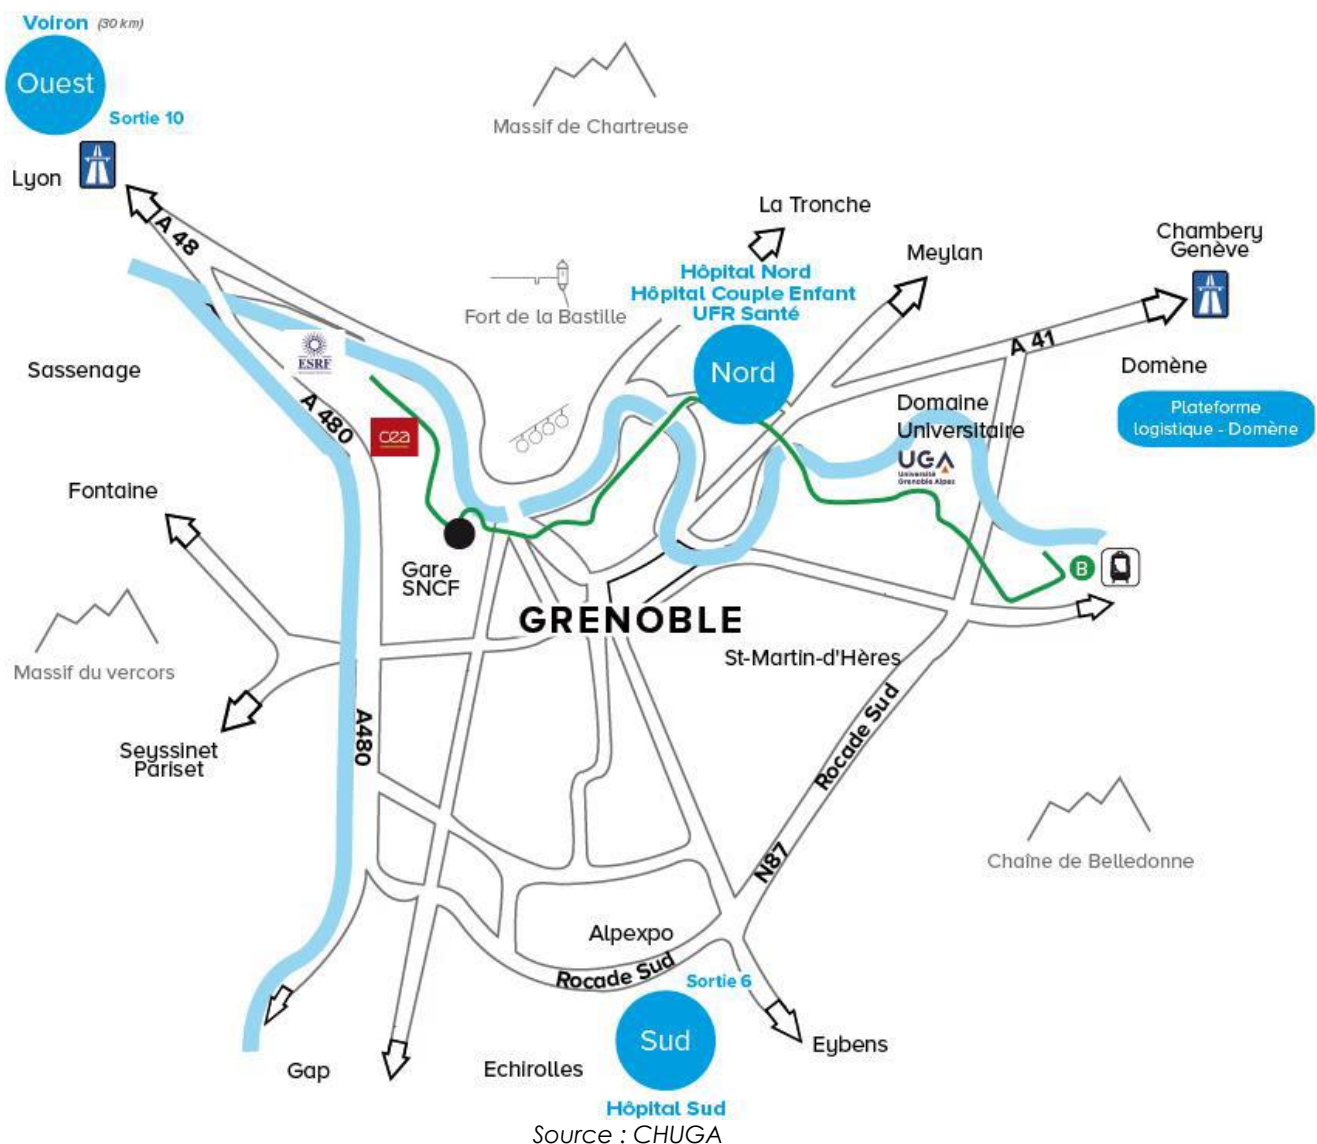 Voiron (30 km)
Ouest
Sortie 10
Lyon
A 48
Massif de Chartreuse
La Tronche
Meylan
Chambery
Genève
Fort de la Bastille
Hôpital Nord
Hôpital Couple Enfant
UFR Santé
Nord
A 41
Domène
Plateforme
logistique - Domène
Sassenage
ESRF
A 480
cea
Domaine
Universitaire
UGA
Université
Grenoble Alpes
Fontaine
Gare
SNCF
B
GRENOBLE
St-Martin-d'Hères
Massif du vercors
Seyssinet
Pariset
A480
Rocade Sud
N87
Chaîne de Belledonne
Alpexpo
Rocade Sud
Sortie 6
Sud
Eybens
Gap
Echirolles
Hôpital Sud
Source : CHUGA